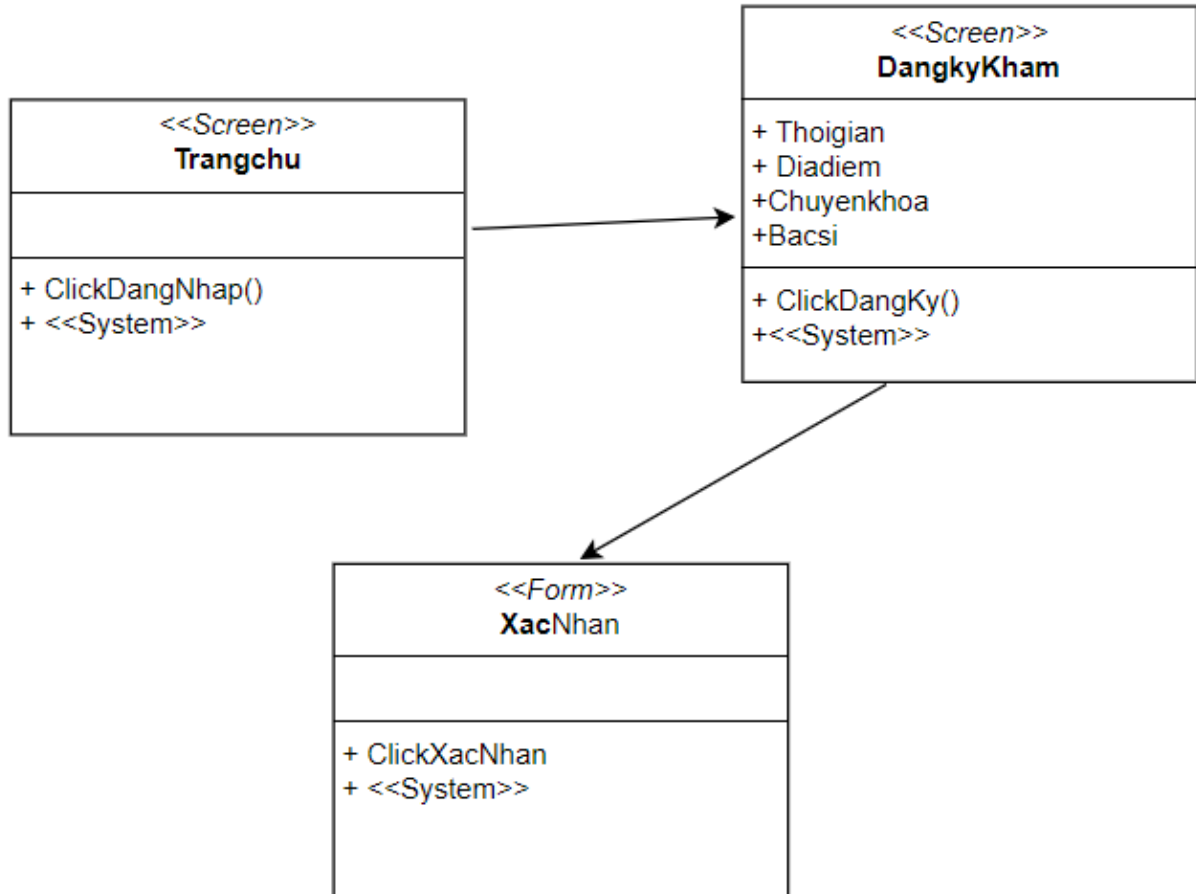 <<Screen>>
Trangchu
+ ClickDangNhap()
+ <<System>>
<<Screen>>
DangkyKham
+ Thoigian
+ Diadiem
+Chuyenkhoa
+Bacsi
+ ClickDangKy()
+<<System>>
<<Form>>
XacNhan
+ ClickXacNhan
+ <<System>>